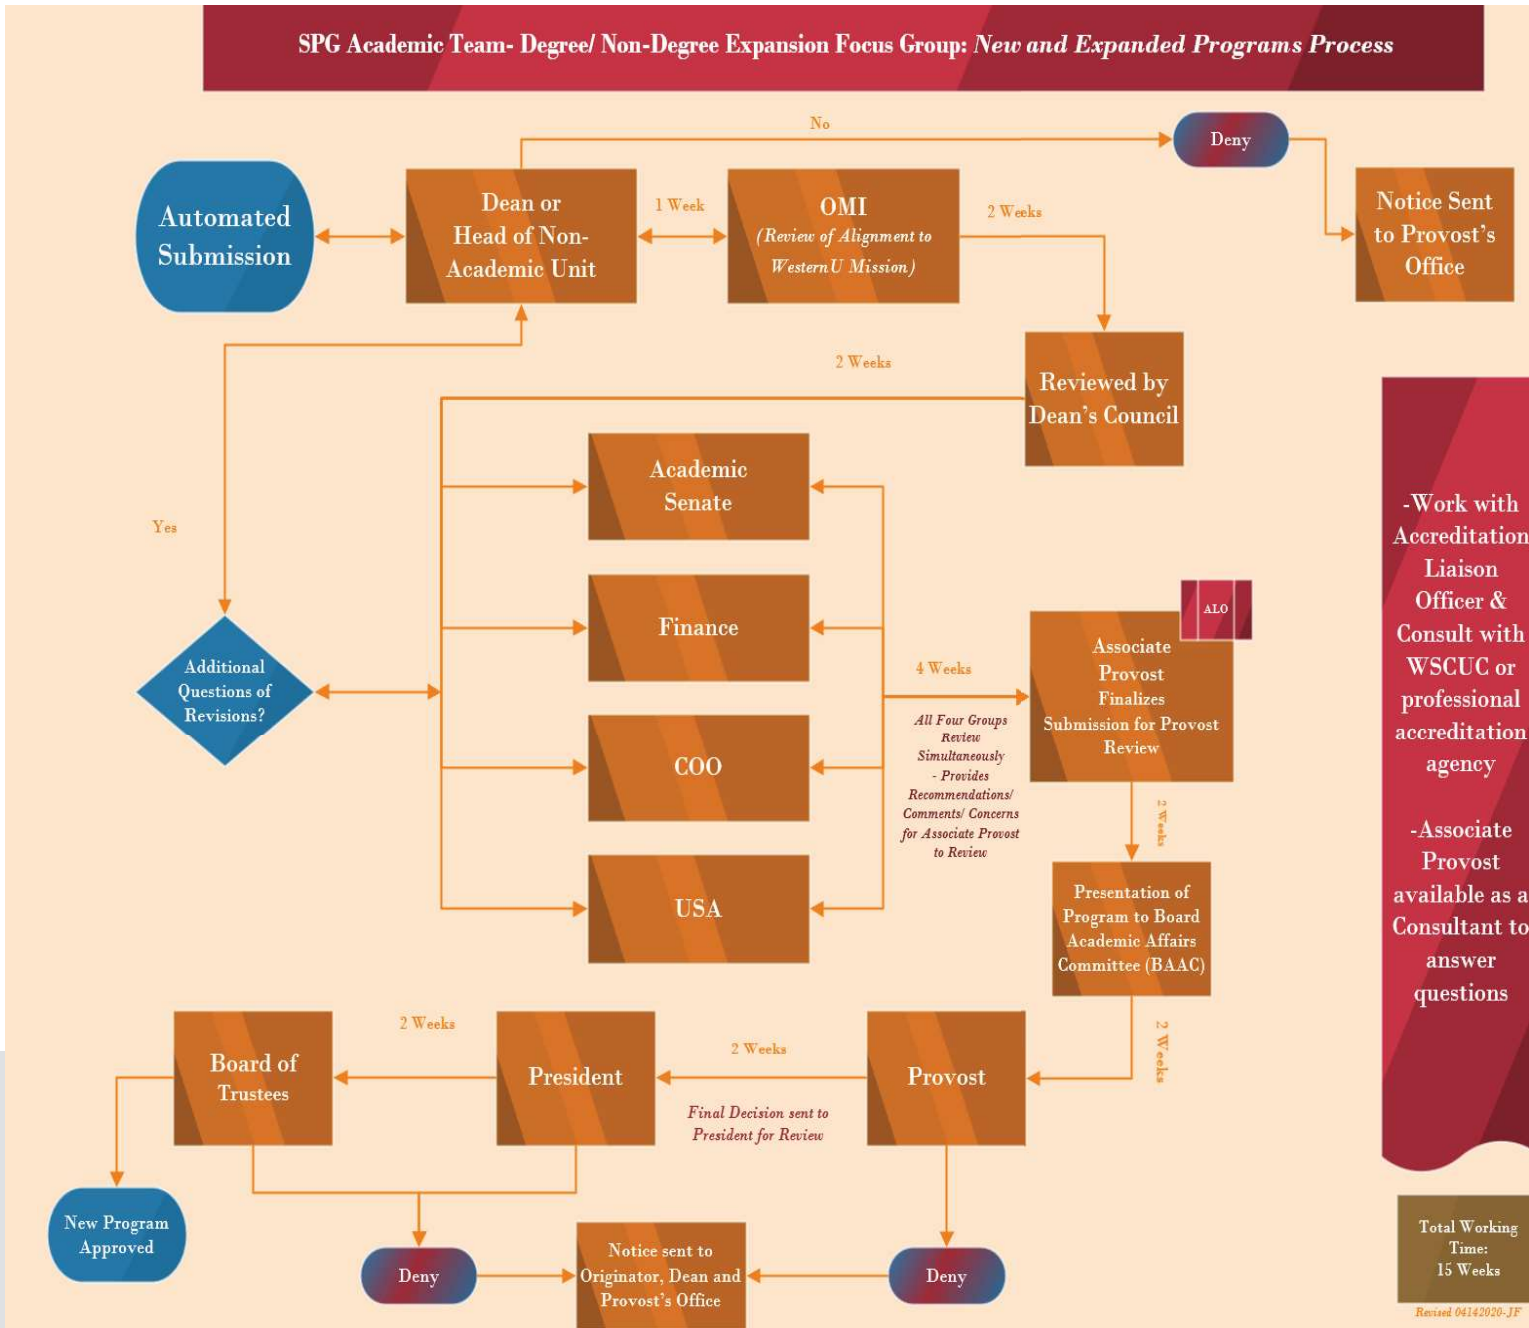 SPG Academic Team- Degree/ Non-Degree Expansion Focus Group: New and Expanded Programs Process
No
Deny
Automated
Submission
Dean or
Head of Non-
Academic Unit
1 Week
OMI
(Review of Alignment to
WesternU Mission)
2 Weeks
Notice Sent
to Provost's
Office
2 Weeks
Reviewed by
Dean's Council
Yes
Academic
Senate
Finance
COO
USA
Additional
Questions of
Revisions?
4 Weeks
All Four Groups
Review
Simultaneously
- Provides
Recommendations/
Comments/ Concerns
for Associate Provost
to Review
ALO
Associate
Provost
Finalizes
Submission for Provost
Review
2 Weeks
Presentation of
Program to Board
Academic Affairs
Committee (BAAC)
2 Weeks
-Work with
Accreditation
Liaison
Officer &
Consult with
WSCUC or
professional
accreditation
agency
-Associate
Provost
available as a
Consultant to
answer
questions
Board of
Trustees
2 Weeks
President
2 Weeks
Final Decision sent to
President for Review
Provost
New Program
Approved
Deny
Notice sent to
Originator, Dean and
Provost's Office
Deny
Total Working
Time:
15 Weeks
Revised 04142020-JF